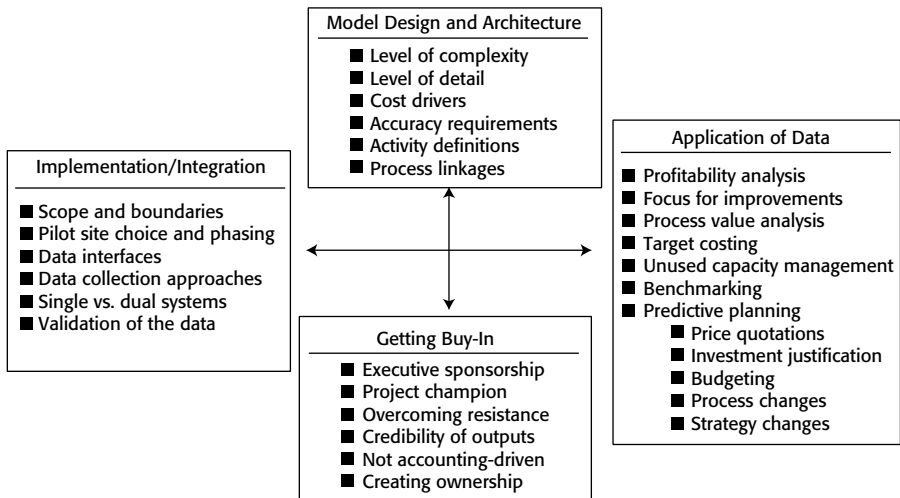 Model Design and Architecture
■ Level of complexity
■ Level of detail
■ Cost drivers
■ Accuracy requirements
■ Activity definitions
■ Process linkages
Implementation/Integration
■ Scope and boundaries
■ Pilot site choice and phasing
■ Data interfaces
■ Data collection approaches
■ Single vs. dual systems
■ Validation of the data
Application of Data
■ Profitability analysis
■ Focus for improvements
■ Process value analysis
■ Target costing
■ Unused capacity management
■ Benchmarking
■ Predictive planning
■ Price quotations
■ Investment justification
■ Budgeting
■ Process changes
■ Strategy changes
Getting Buy-In
■ Executive sponsorship
■ Project champion
■ Overcoming resistance
■ Credibility of outputs
■ Not accounting-driven
■ Creating ownership